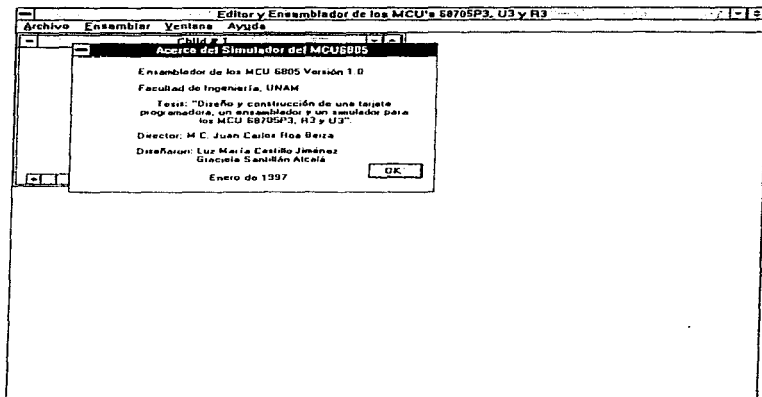 Editor y Ensamblador de los MCU's 68705P3, U3 y R3
Archivo Ensamblar Ventana Ayuda
Child # 1
Acerca del Simulador del MCU6805
Ensamblador de los MCU 6805 Versión 1.0
Facultad de Ingeniería, UNAM
Tesis: "Diseño y construcción de una tarjeta
programadora, un ensamblador y un simulador para
los MCU 68705P3, R3 y U3".
Director: M.C. Juan Carlos Roa Beiza
Diseñaron: Luz María Castillo Jiménez
Graciela Santillán Alcalá
OK
Enero de 1997